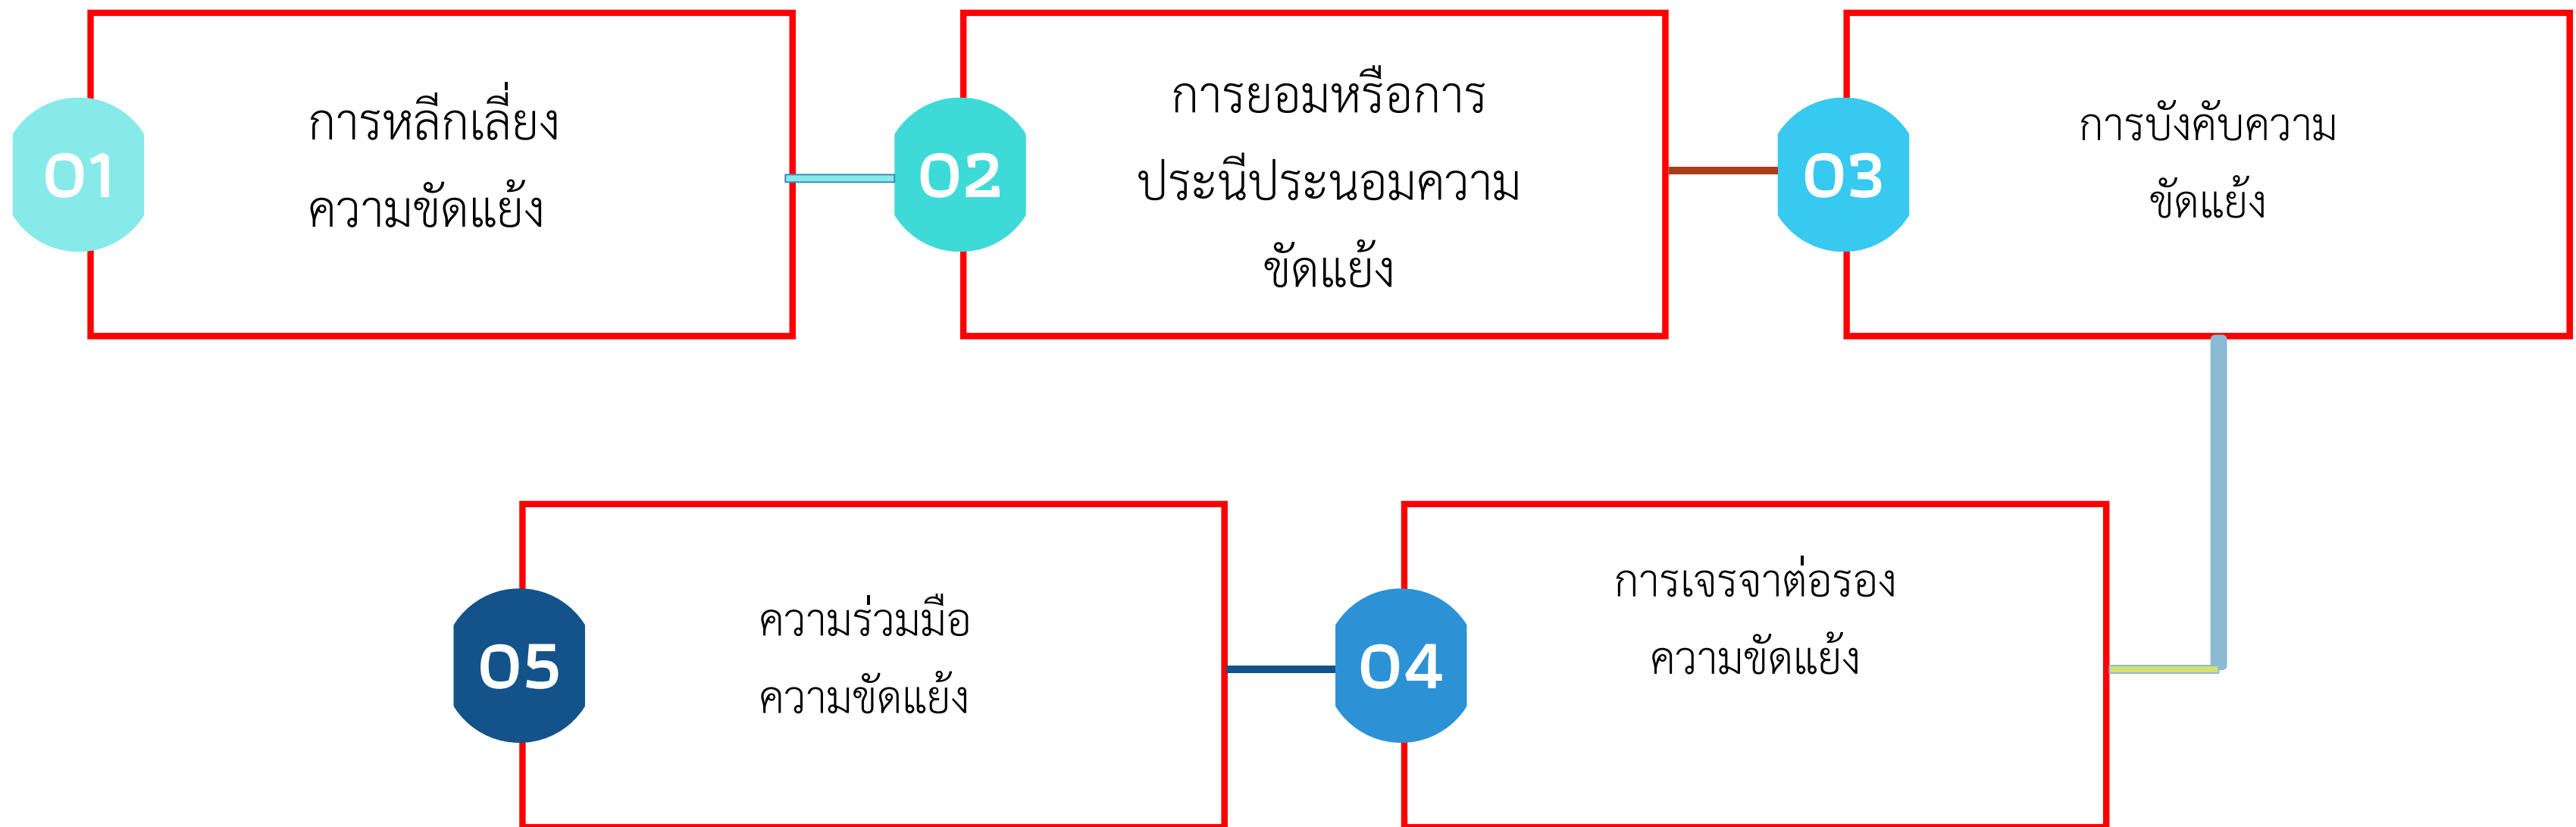 01
การหลีกเลี่ยง
ความขัดแย้ง
02
การยอมหรือการ
ประนีประนอมความ
ขัดแย้ง
03
การบังคับความ
ขัดแย้ง
04
การเจรจาต่อรอง
ความขัดแย้ง
05
ความร่วมมือ
ความขัดแย้ง